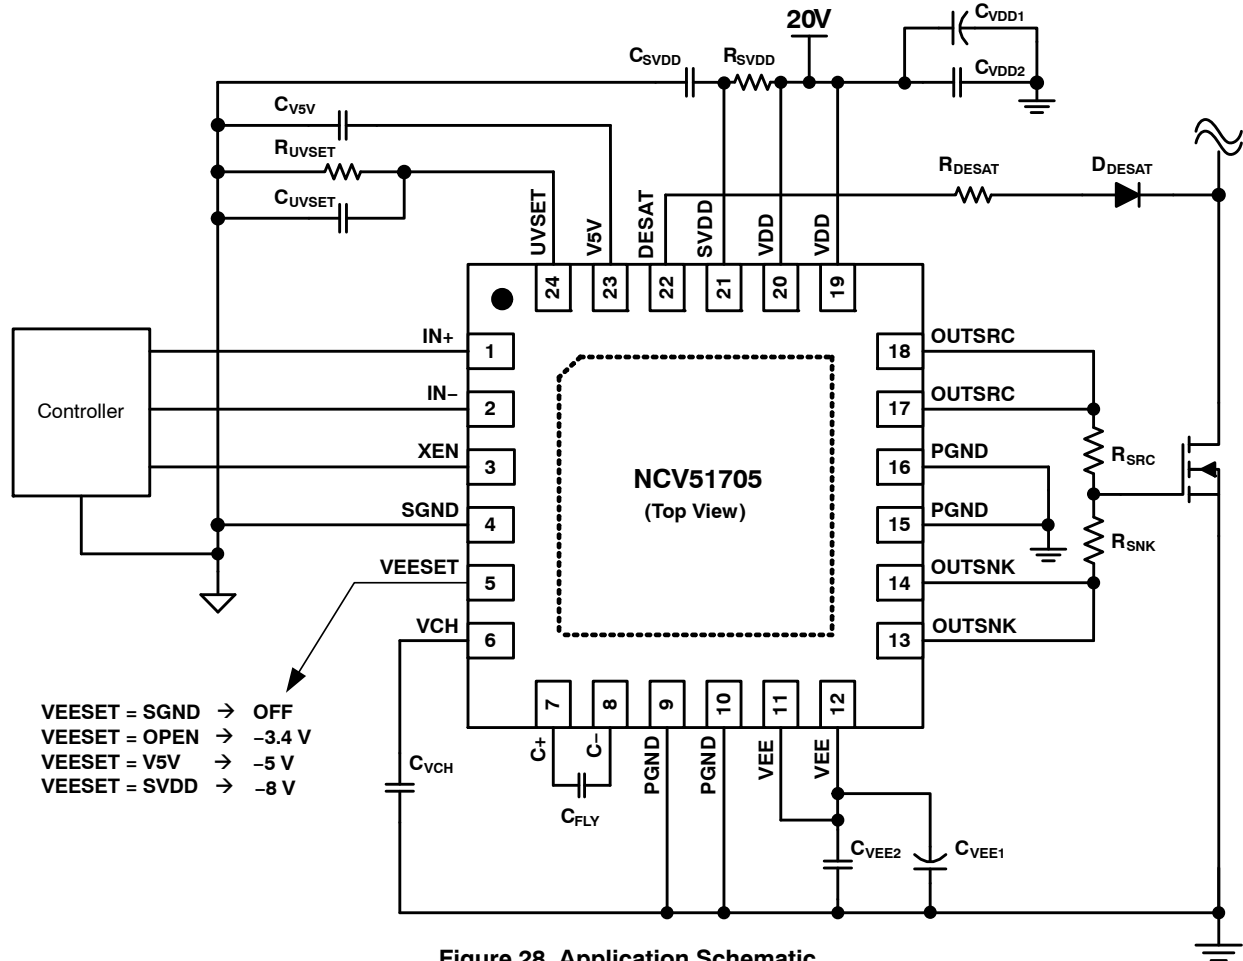 20V
CVDD1
CSVDD
RSVDD
CVDD2
CV5V
RUVSET
CUVSET
RDESAT
DDESAT
UVSET
V5V
DESAT
SVDD
VDD
VDD
24
23
22
21
20
19
Controller
IN+
1
18
OUTSRC
IN−
2
17
OUTSRC
XEN
3
16
PGND
RSRC
NCV51705
(Top View)
SGND
4
15
PGND
RSNK
VEESET
5
14
OUTSNK
VCH
6
13
OUTSNK
7
8
9
10
11
12
C+
C−
PGND
PGND
VEE
VEE
VEESET = SGND → OFF
VEESET = OPEN → −3.4 V
VEESET = V5V → −5 V
VEESET = SVDD → −8 V
CVCH
CFLY
CVEE2
CVEE1
Figure 28. Application Schematic